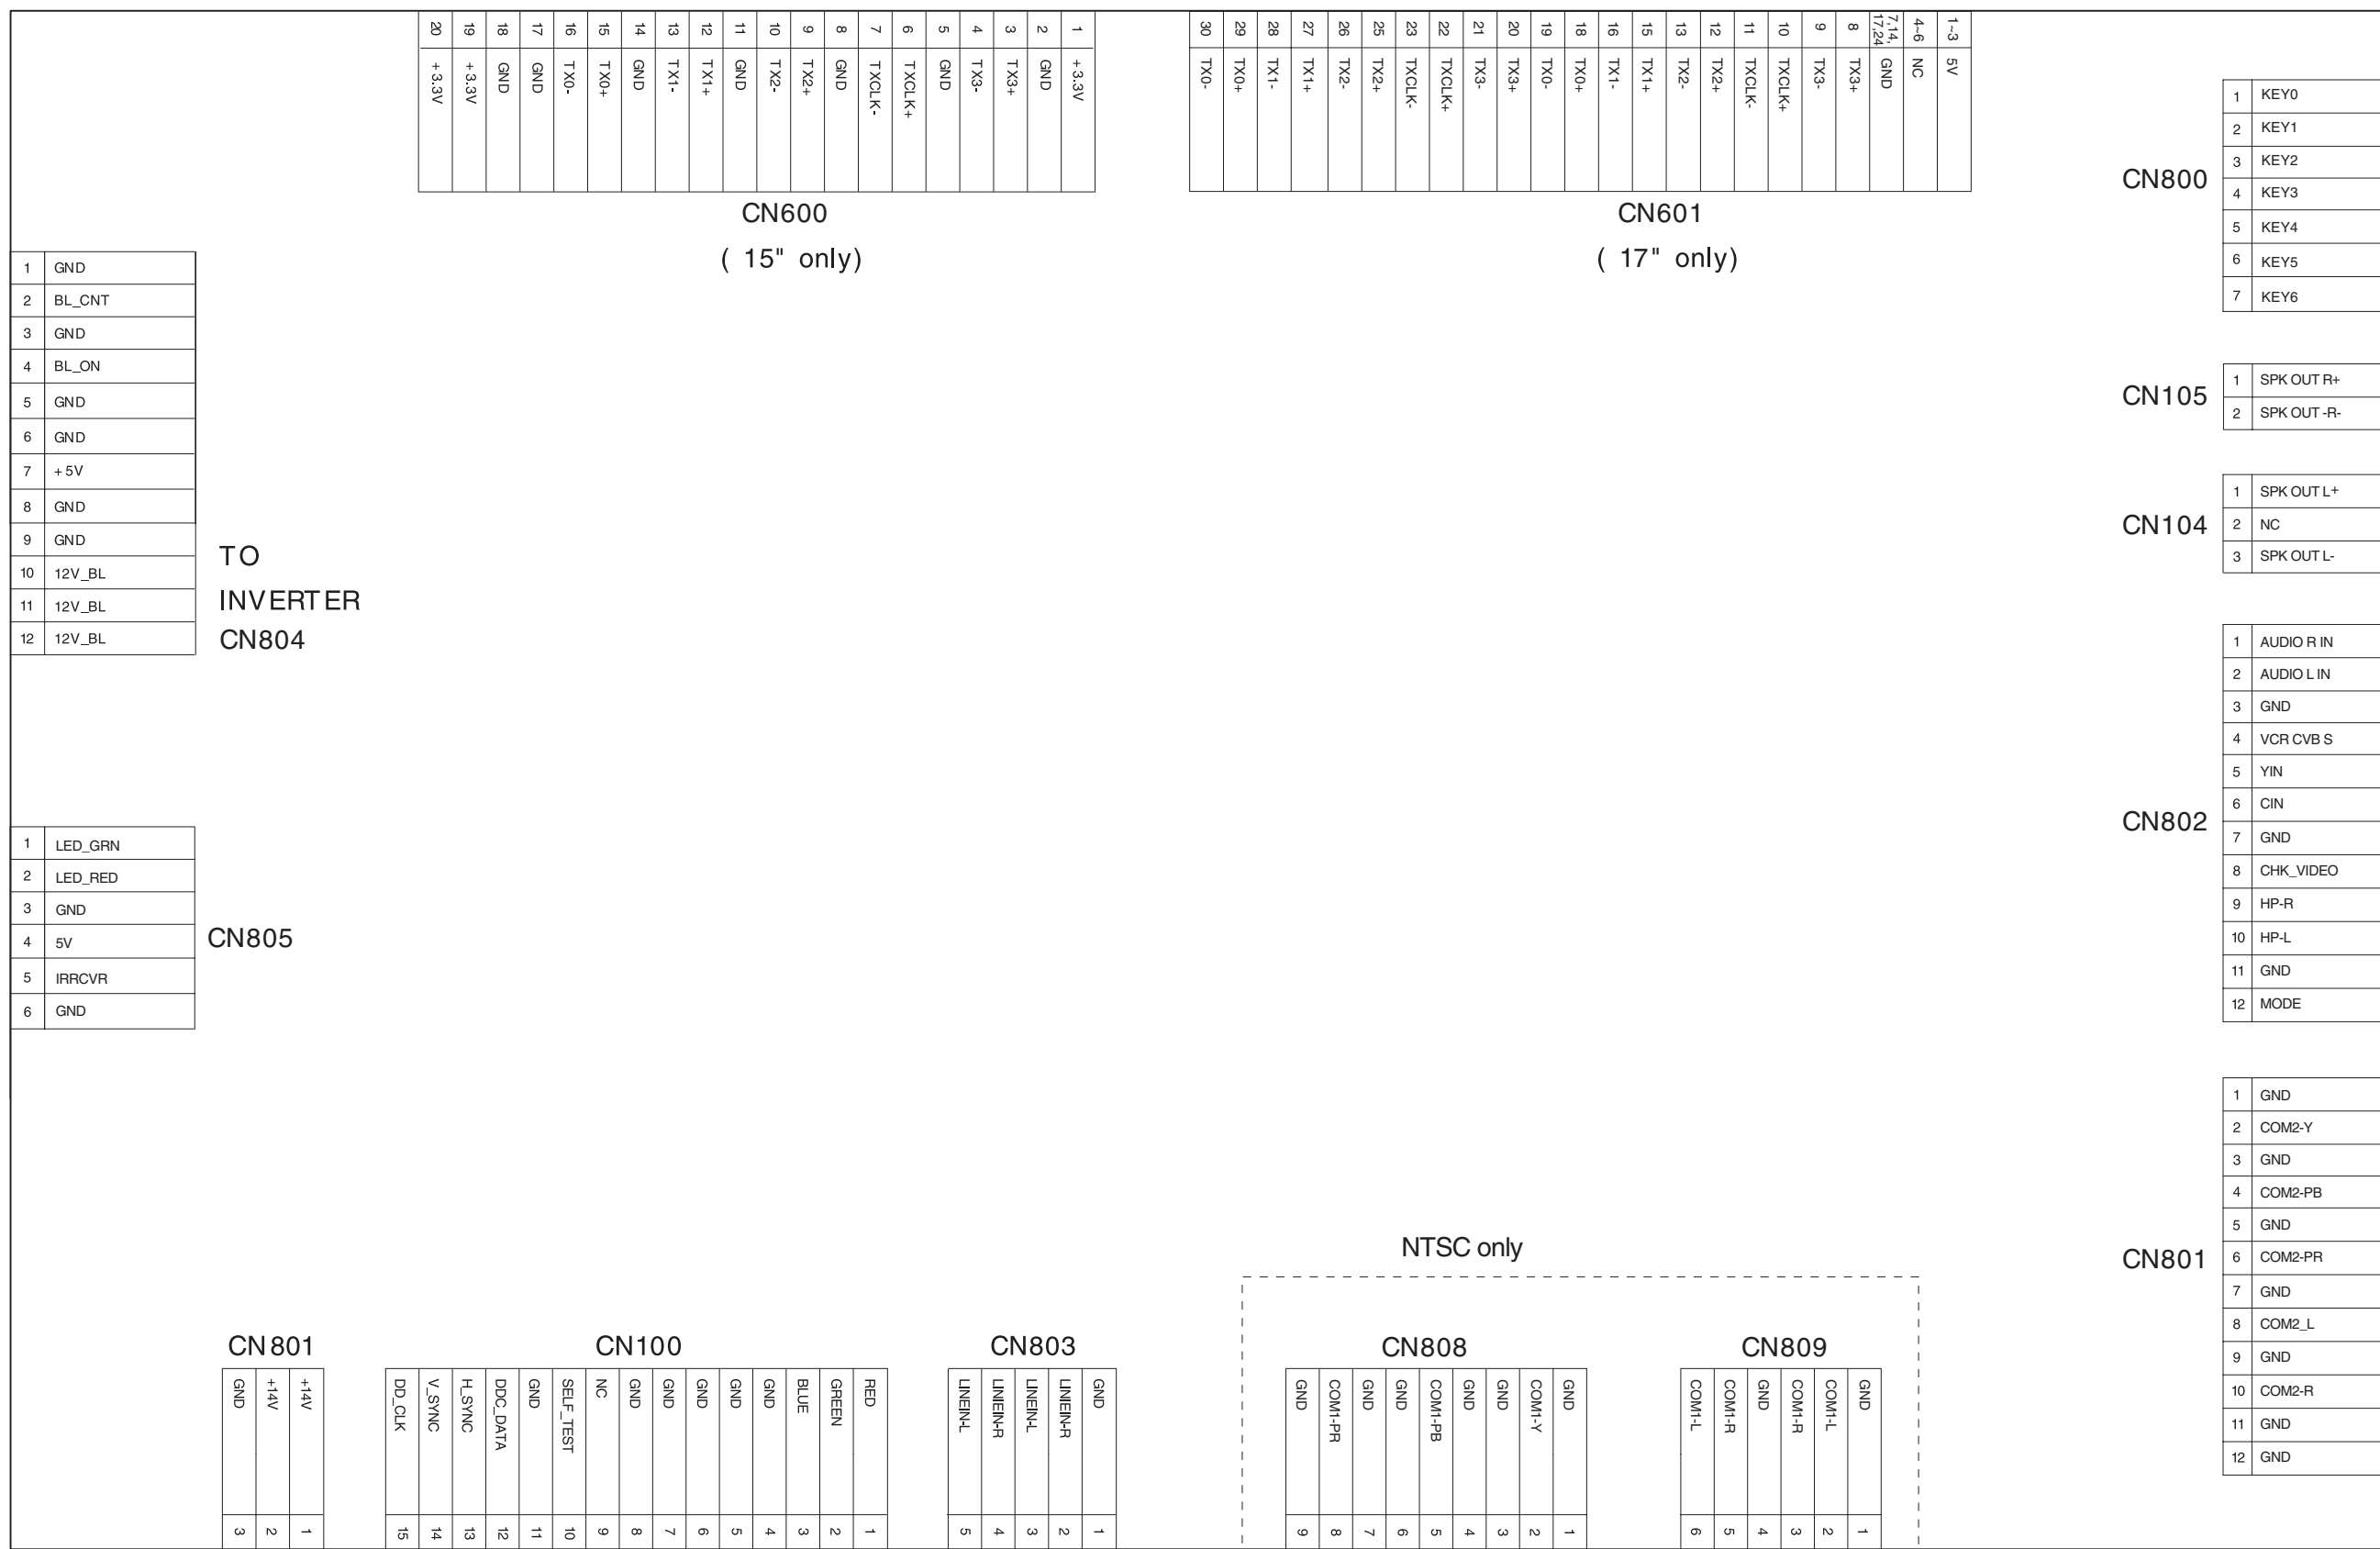 20 +3.3V
19 +3.3V
18 GND
17 GND
16 TX0-
15 TX0+
14 GND
13 TX1-
12 TX1+
11 GND
10 TX2-
9 TX2+
8 GND
7 TXCLK-
6 TXCLK+
5 GND
4 TX3-
3 TX3+
2 GND
1 +3.3V
CN600
( 15" only)
30 TX0-
29 TX0+
28 TX1-
27 TX1+
26 TX2-
25 TX2+
23 TXCLK-
22 TXCLK+
21 TX3-
20 TX3+
19 TX0-
18 TX0+
16 TX1-
15 TX1+
13 TX2-
12 TX2+
11 TXCLK-
10 TXCLK+
9 TX3-
8 TX3+
7,14,
17,24 GND
4~6 NC
1~3 5V
CN601
( 17" only)
CN800
1 KEY0
2 KEY1
3 KEY2
4 KEY3
5 KEY4
6 KEY5
7 KEY6
1 GND
2 BL_CNT
3 GND
4 BL_ON
5 GND
6 GND
7 +5V
8 GND
9 GND
10 12V_BL
11 12V_BL
12 12V_BL
TO
INVERTER
CN804
CN105
1 SPK OUT R+
2 SPK OUT -R-
CN104
1 SPK OUT L+
2 NC
3 SPK OUT L-
CN802
1 AUDIO R IN
2 AUDIO L IN
3 GND
4 VCR CVB S
5 YIN
6 CIN
7 GND
8 CHK_VIDEO
9 HP-R
10 HP-L
11 GND
12 MODE
1 LED_GRN
2 LED_RED
3 GND
4 5V
5 IRRCVR
6 GND
CN805
CN801
1 GND
2 COM2-Y
3 GND
4 COM2-PB
5 GND
6 COM2-PR
7 GND
8 COM2_L
9 GND
10 COM2-R
11 GND
12 GND
CN801
GND 3
+14V 2
+14V 1
CN100
DD_CLK 15
V_SYNC 14
H_SYNC 13
DDC_DATA 12
GND 11
SELF_TEST 10
NC 9
GND 8
GND 7
GND 6
GND 5
GND 4
BLUE 3
GREEN 2
RED 1
CN803
LINEIN-L 5
LINIEIN-R 4
LINEIN-L 3
LINIEIN-R 2
GND 1
NTSC only
CN808
GND 9
COM1-PR 8
GND 7
GND 6
COM1-PB 5
GND 4
GND 3
COM1-Y 2
GND 1
CN809
COM1-L 6
COM1-R 5
GND 4
COM1-R 3
COM1-L 2
GND 1